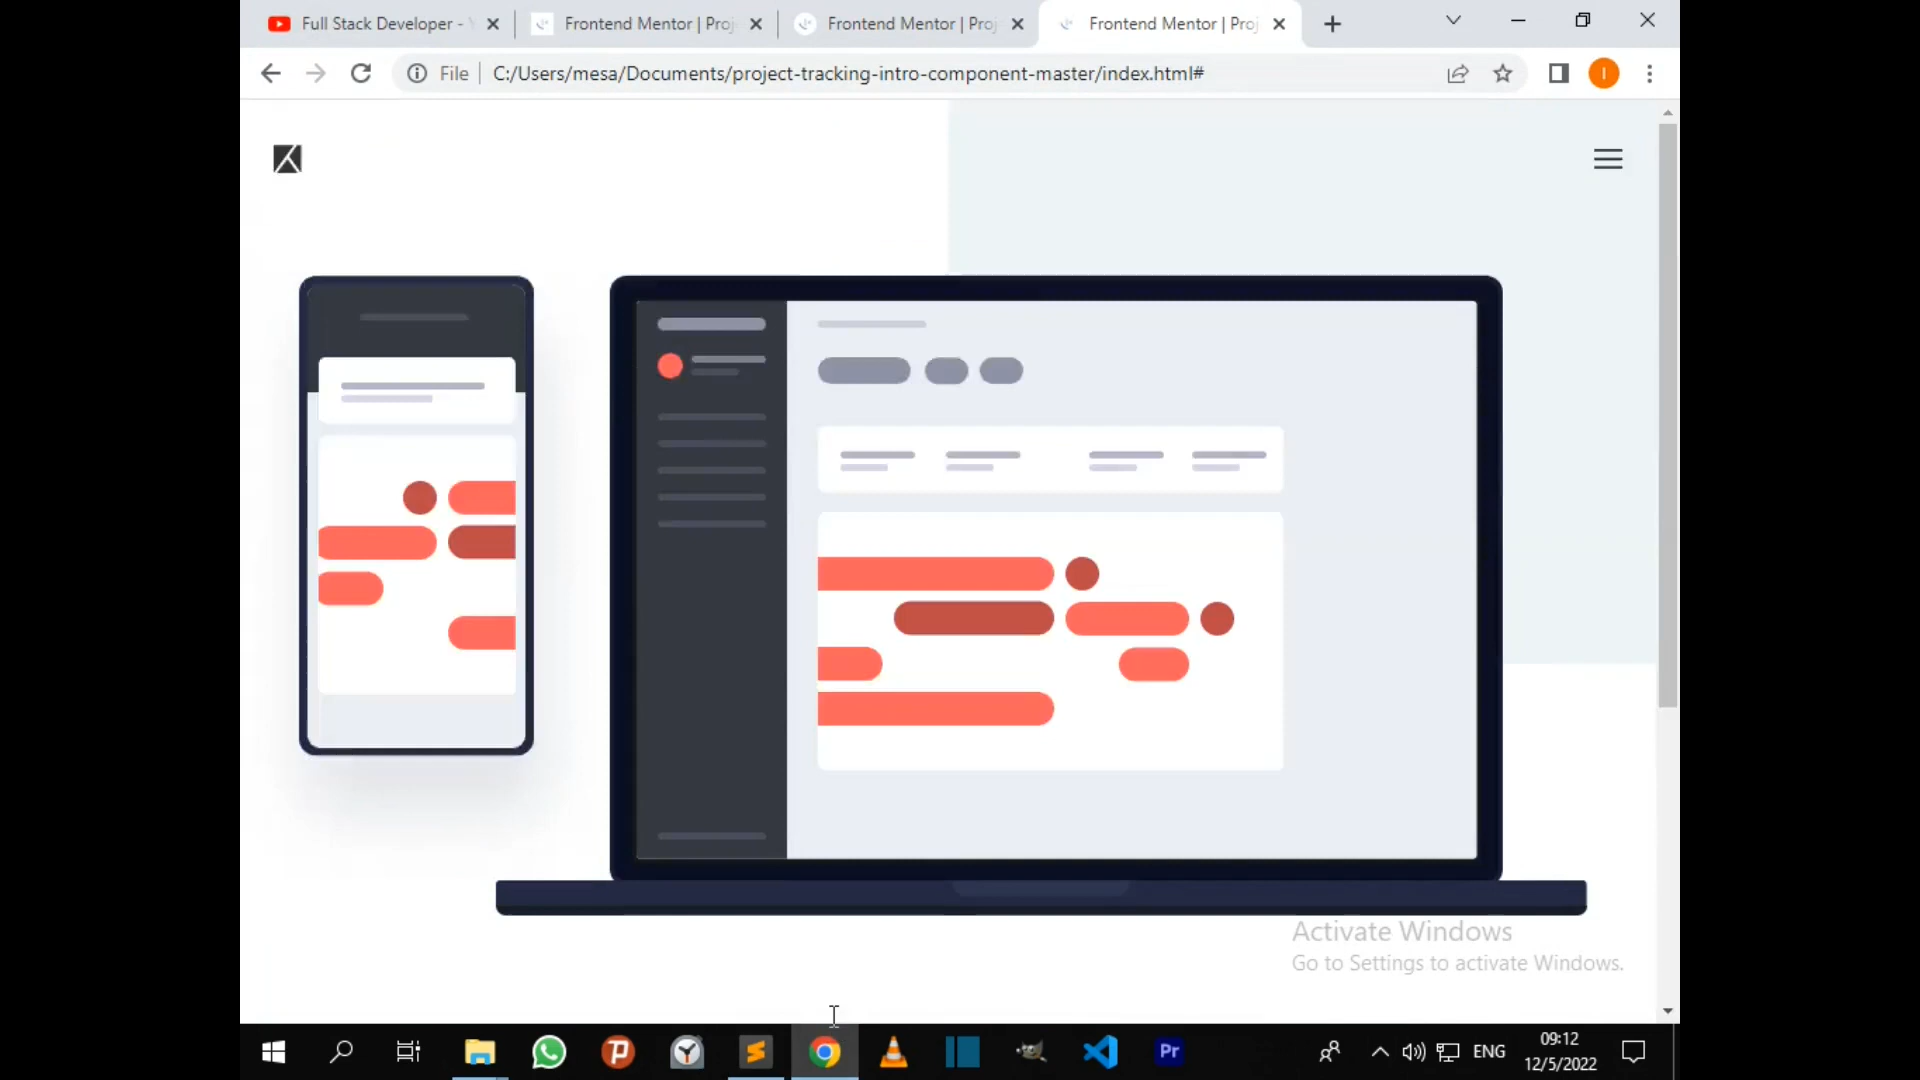 Full Stack Developer -
Frontend Mentor | Proj
Frontend Mentor | Proj
Frontend Mentor | Proj
File
C:/Users/mesa/Documents/project-tracking-intro-component-master/index.html#
I
Activate Windows
Go to Settings to activate Windows.
Pr
ENG
09:12
12/5/2022